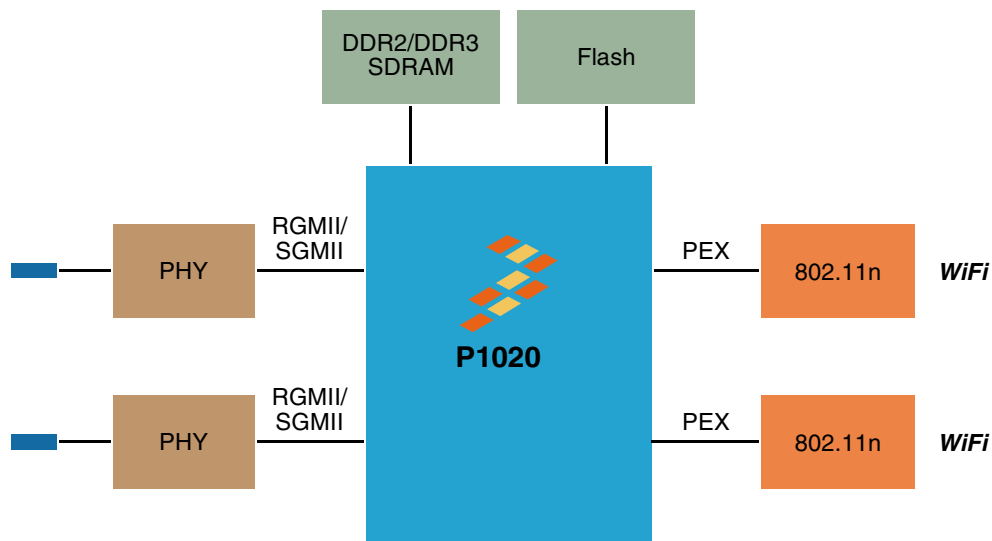 DDR2/DDR3
SDRAM
Flash
RGMII/
SGMII
PHY
PEX
802.11n
WiFi
P1020
RGMII/
SGMII
PHY
PEX
802.11n
WiFi